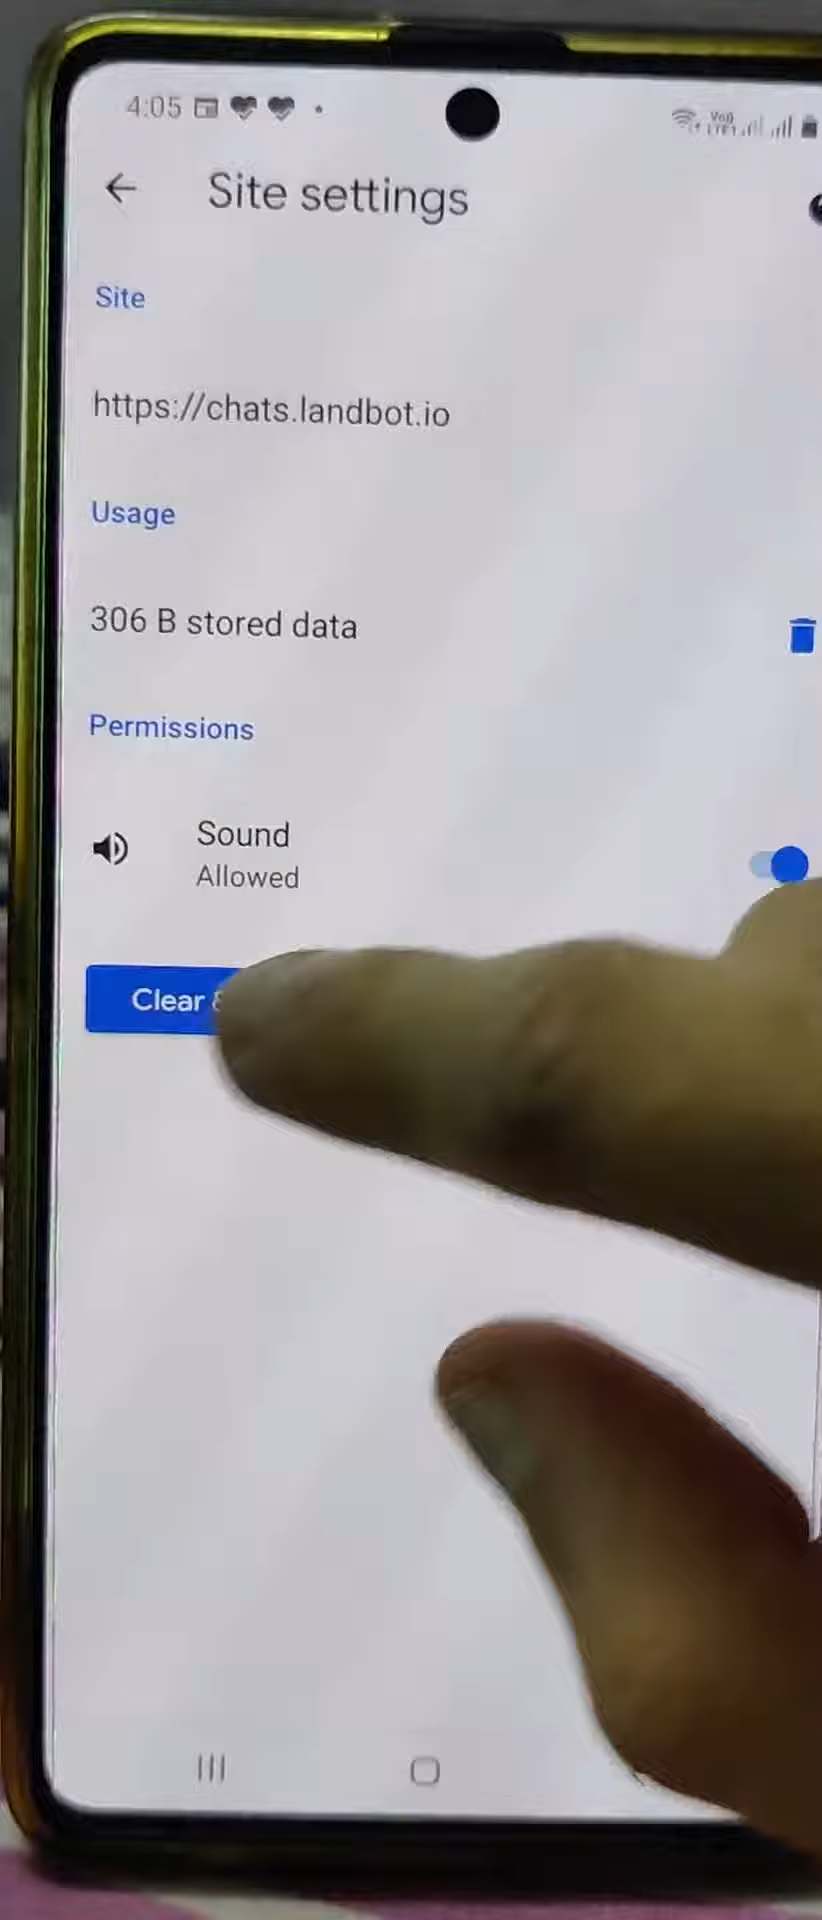 4:05
Site settings
Site
https://chats.landbot.io
Usage
306 B stored data
Permissions
Sound
Allowed
Clear